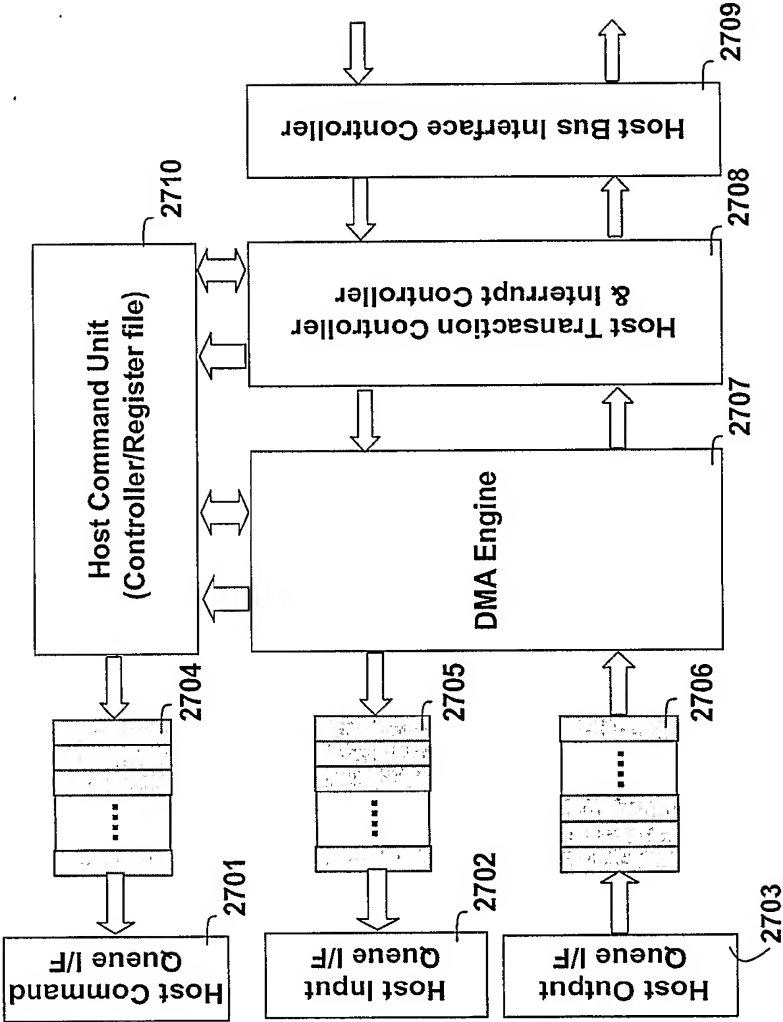 2710
Host Command Unit
(Controller/Register file)
2704
....
Host Command
Queue I/F
2701
2709
Host Bus Interface Controller
2708
Host Transaction Controller
& Interrupt Controller
2707
DMA Engine
2705
....
Host Input
Queue I/F
2702
2706
....
Host Output
Queue I/F
2703